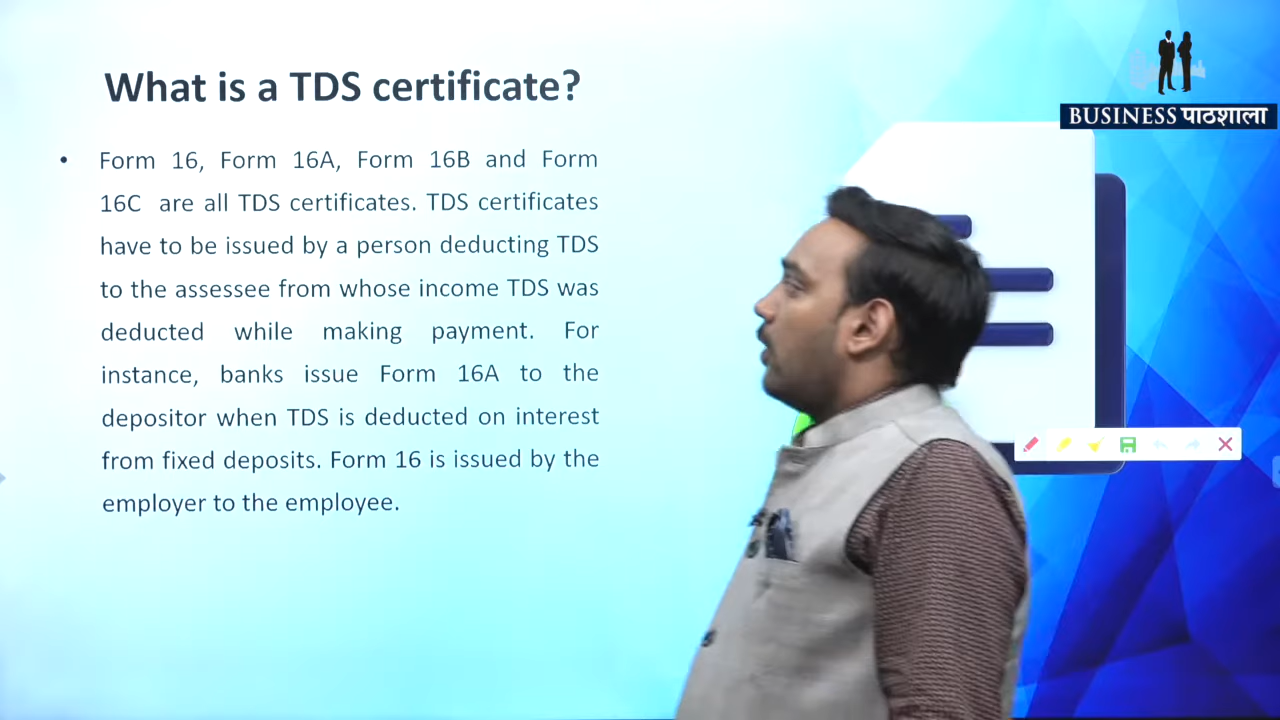 What is a TDS certificate?
BUSINESS पाठशाला
• Form 16, Form 16A, Form 16B and Form
16C are all TDS certificates. TDS certificates
have to be issued by a person deducting TDS
to the assessee from whose income TDS was
deducted while making payment. For
instance, banks issue Form 16A to the
depositor when TDS is deducted on interest
from fixed deposits. Form 16 is issued by the
employer to the employee.